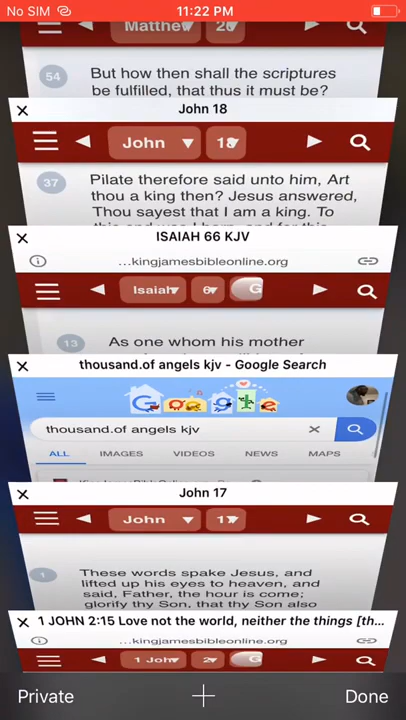 No SIM 11:22 PM
Matthew 26
54 But how then shall the scriptures
be fulfilled, that thus it must be?
John 18
John 18
37 Pilate therefore said unto him, Art
thou a king then? Jesus answered,
Thou sayest that I am a king. To
ISAIAH 66 KJV
...kingjamesbibleonline.org
Isaiah G
13 As one whom his mother
thousand.of angels kjv - Google Search
Google
thousand.of angels kjv
ALL IMAGES VIDEOS NEWS MAPS
John 17
John 17
1 These words spake Jesus, and
lifted up his eyes to heaven, and
said, Father, the hour is come;
glorify thy Son, that thy Son also
1 JOHN 2:15 Love not the world, neither the things [th...
...kingjamesbibleonline.org
1 John 2 G
Private Done